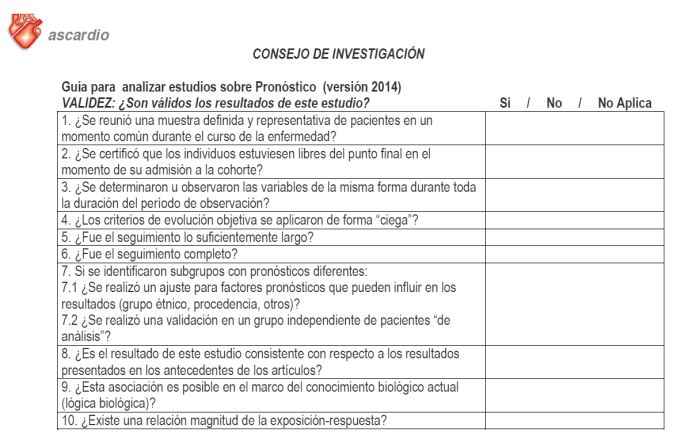 ascardio
CONSEJO DE INVESTIGACIÓN
Guía para analizar estudios sobre Pronóstico (versión 2014)
VALIDEZ: ¿Son válidos los resultados de este estudio? Si / No / No Aplica
1. ¿Se reunió una muestra definida y representativa de pacientes en un
momento común durante el curso de la enfermedad?
2. ¿Se certificó que los individuos estuviesen libres del punto final en el
momento de su admisión a la cohorte?
3. ¿Se determinaron u observaron las variables de la misma forma durante toda
la duración del período de observación?
4. ¿Los criterios de evolución objetiva se aplicaron de forma “ciega”?
5. ¿Fue el seguimiento lo suficientemente largo?
6. ¿Fue el seguimiento completo?
7. Si se identificaron subgrupos con pronósticos diferentes:
7.1 ¿Se realizó un ajuste para factores pronósticos que pueden influir en los
resultados (grupo étnico, procedencia, otros)?
7.2 ¿Se realizó una validación en un grupo independiente de pacientes “de
análisis”?
8. ¿Es el resultado de este estudio consistente con respecto a los resultados
presentados en los antecedentes de los artículos?
9. ¿Esta asociación es posible en el marco del conocimiento biológico actual
(lógica biológica)?
10. ¿Existe una relación magnitud de la exposición-respuesta?